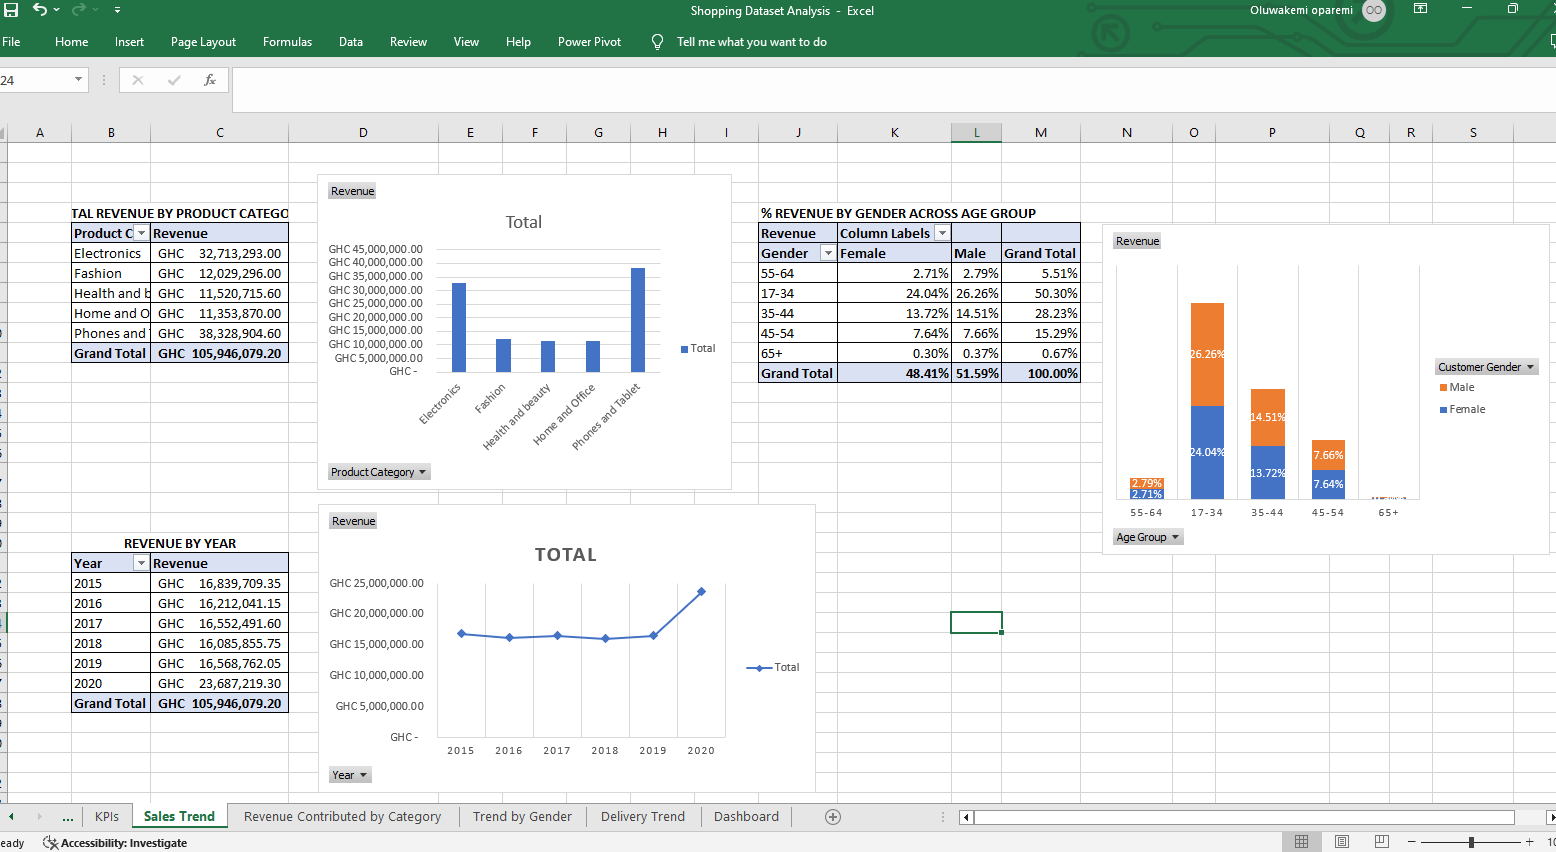 Shopping Dataset Analysis - Excel
Oluwakemi oparemi OO
File Home Insert Page Layout Formulas Data Review View Help Power Pivot Tell me what you want to do
24
fx
A B C D E F G H I J K L M N O P Q R S
TAL REVENUE BY PRODUCT CATEGO
Product C Revenue
Electronics GHC 32,713,293.00
Fashion GHC 12,029,296.00
Health and b GHC 11,520,715.60
Home and O GHC 11,353,870.00
Phones and GHC 38,328,904.60
Grand Total GHC 105,946,079.20
Revenue
Total
GHC 45,000,000.00
GHC 40,000,000.00
GHC 35,000,000.00
GHC 30,000,000.00
GHC 25,000,000.00
GHC 20,000,000.00
GHC 15,000,000.00
GHC 10,000,000.00
GHC 5,000,000.00
GHC -
Electronics
Fashion
Health and beauty
Home and Office
Phones and Tablet
Total
Product Category
% REVENUE BY GENDER ACROSS AGE GROUP
Revenue Column Labels
Gender Female Male Grand Total
55-64 2.71% 2.79% 5.51%
17-34 24.04% 26.26% 50.30%
35-44 13.72% 14.51% 28.23%
45-54 7.64% 7.66% 15.29%
65+ 0.30% 0.37% 0.67%
Grand Total 48.41% 51.59% 100.00%
Revenue
26.26%
14.51%
7.66%
2.79%
24.04%
13.72%
7.64%
2.71%
55-64 17-34 35-44 45-54 65+
Age Group
Customer Gender
Male
Female
REVENUE BY YEAR
Year Revenue
2015 GHC 16,839,709.35
2016 GHC 16,212,041.15
2017 GHC 16,552,491.60
2018 GHC 16,085,855.75
2019 GHC 16,568,762.05
2020 GHC 23,687,219.30
Grand Total GHC 105,946,079.20
Revenue
TOTAL
GHC 25,000,000.00
GHC 20,000,000.00
GHC 15,000,000.00
GHC 10,000,000.00
GHC 5,000,000.00
GHC -
2015 2016 2017 2018 2019 2020
Total
Year
... KPIs Sales Trend Revenue Contributed by Category Trend by Gender Delivery Trend Dashboard
eady Accessibility: Investigate
10